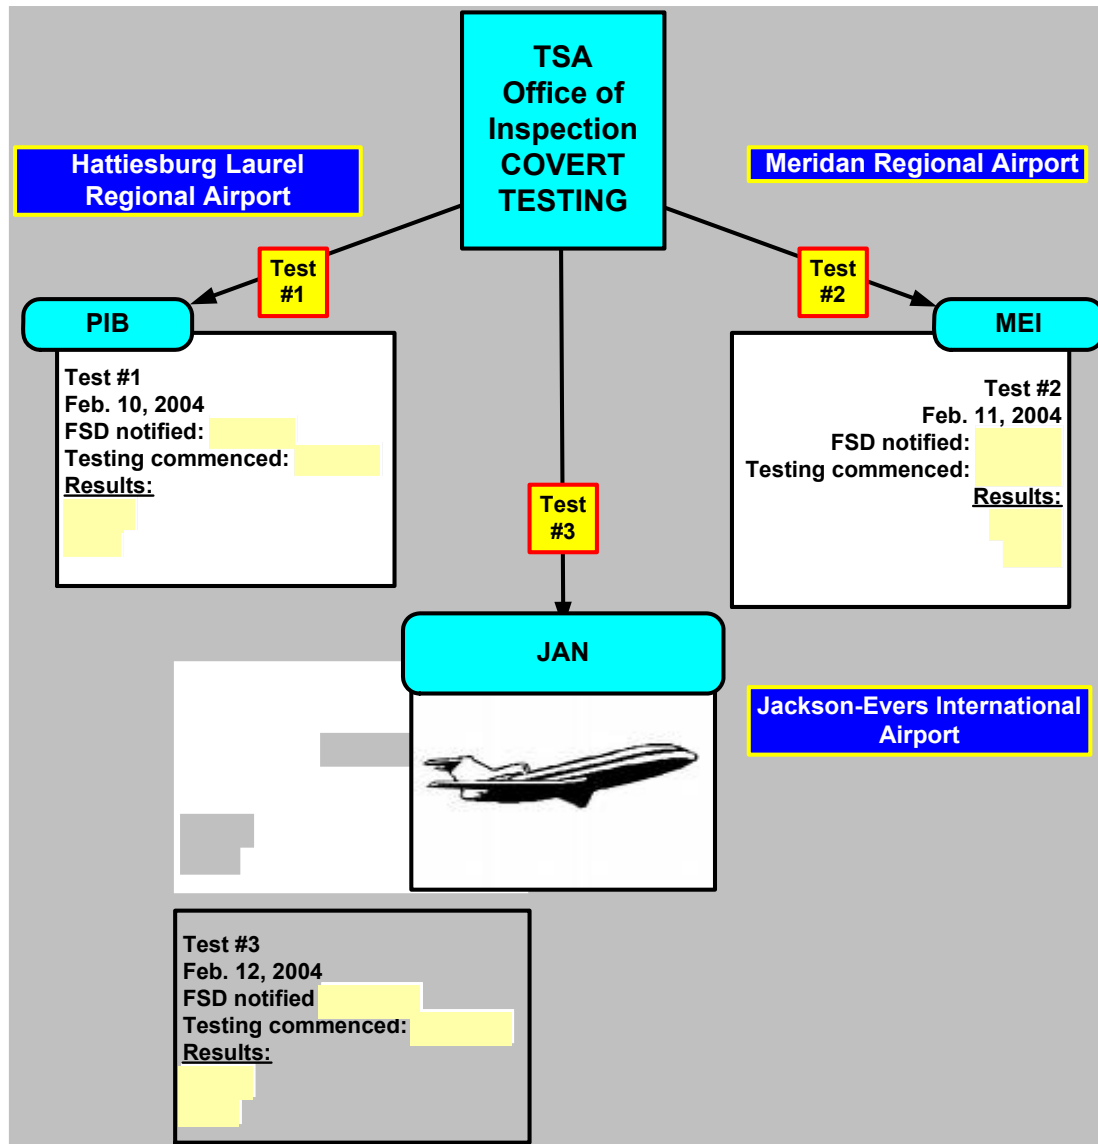 TSA
Office of
Inspection
COVERT
TESTING
Hattiesburg Laurel
Regional Airport
Meridan Regional Airport
Test
#1
Test
#2
PIB
MEI
Test #1
Feb. 10, 2004
FSD notified:
Testing commenced:
Results:
Test #2
Feb. 11, 2004
FSD notified:
Testing commenced:
Results:
Test
#3
JAN
Jackson-Evers International
Airport
Test #3
Feb. 12, 2004
FSD notified
Testing commenced:
Results: